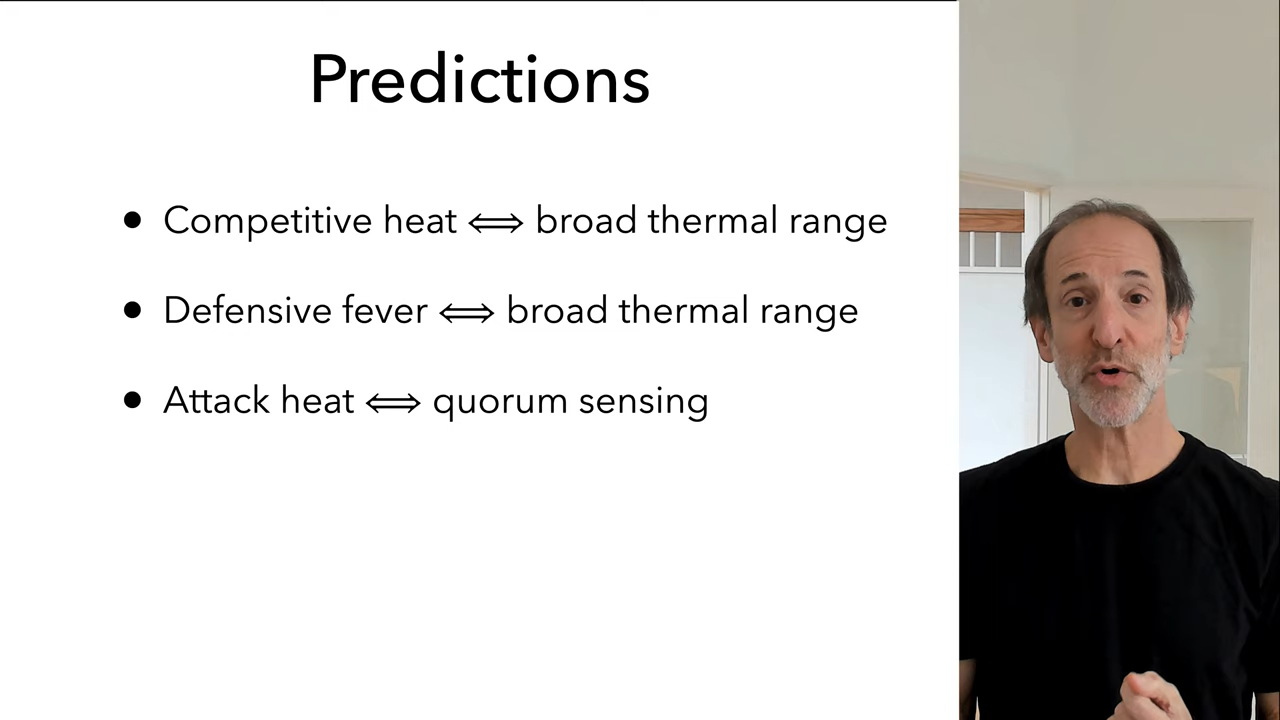 Predictions
• Competitive heat ⟺ broad thermal range
• Defensive fever ⟺ broad thermal range
• Attack heat ⟺ quorum sensing